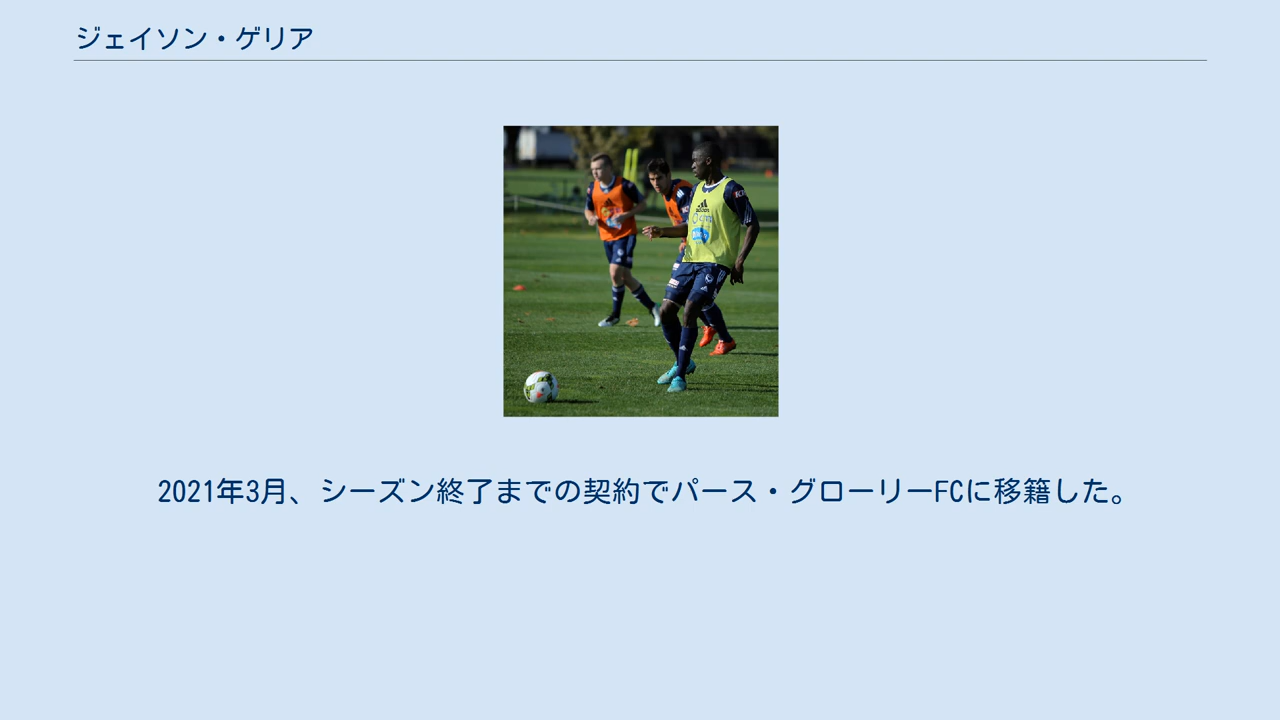 ジェイソン・ゲリア
2021年3月、シーズン終了までの契約でパース・グローリーFCに移籍した。